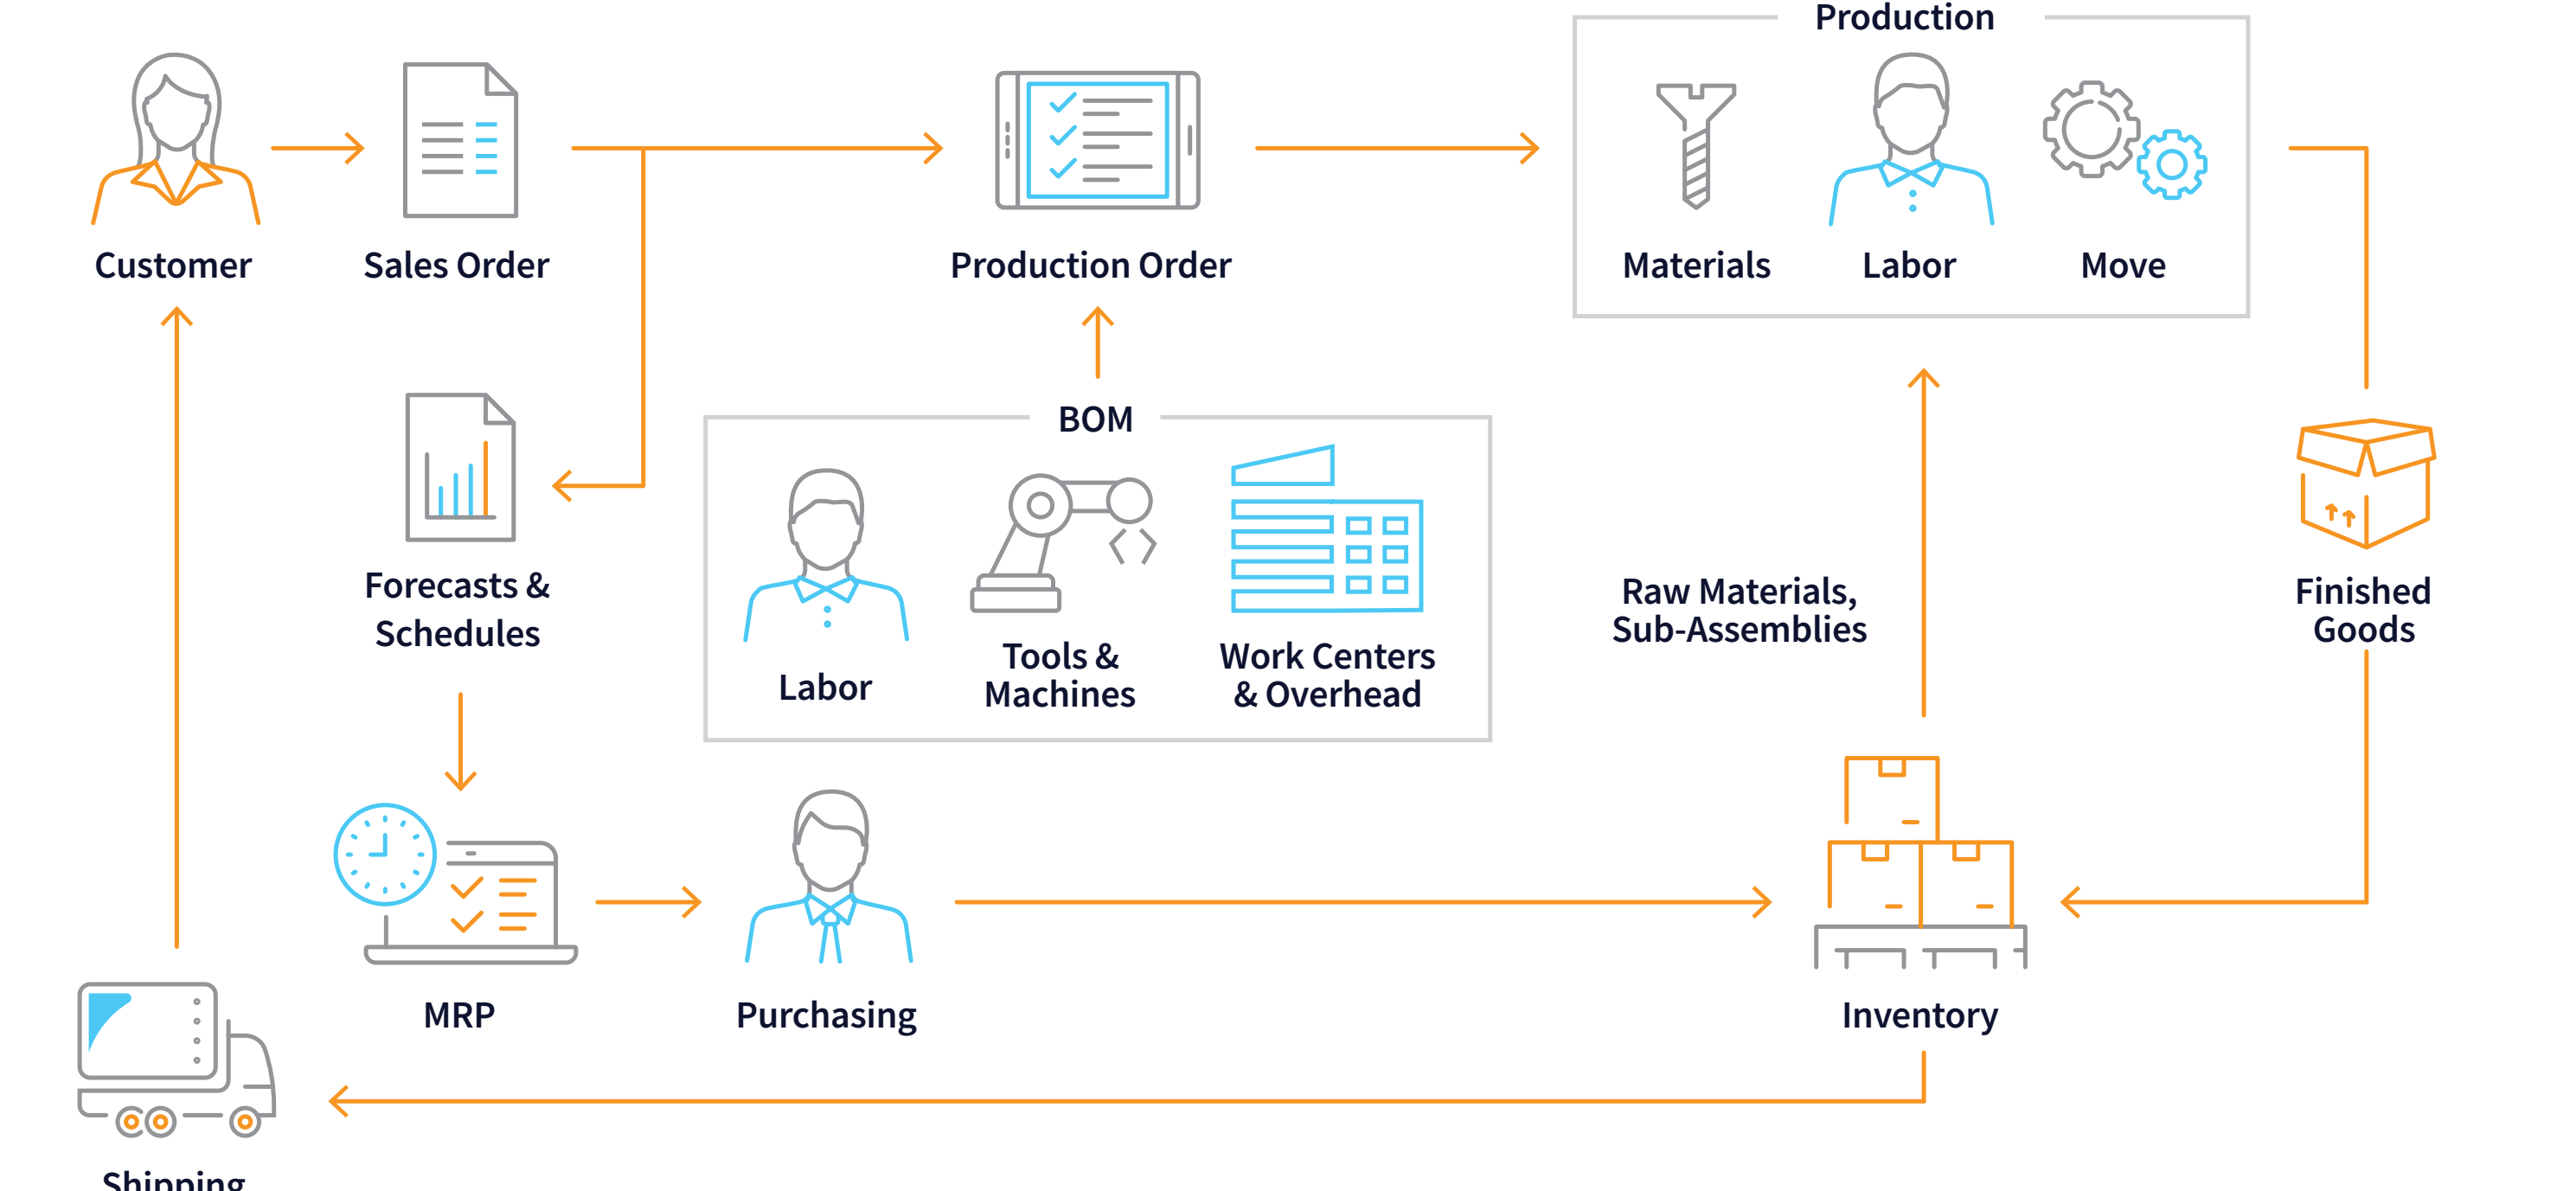 Production
Customer
Sales Order
Production Order
Materials
Labor
Move
BOM
Forecasts &
Schedules
Labor
Tools &
Machines
Work Centers
& Overhead
Raw Materials,
Sub-Assemblies
Finished
Goods
MRP
Purchasing
Inventory
Shipping